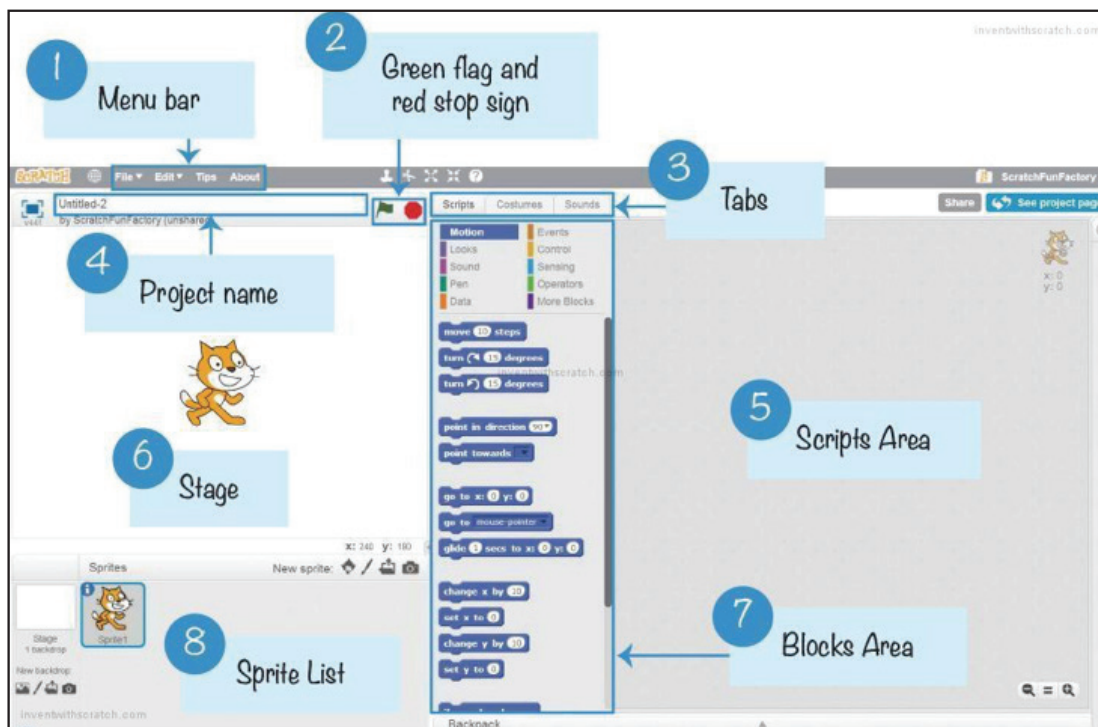 inventwithscratch.com
1
Menu bar
2
Green flag and
red stop sign
3
Tabs
SCRATCH
File
Edit
Tips
About
ScratchFunFactory
Untitled-2
by ScratchFunFactory (unshared)
Scripts
Costumes
Sounds
Share
See project page
4
Project name
Motion
Looks
Sound
Pen
Data
Events
Control
Sensing
Operators
More Blocks
x: 0
y: 0
move 10 steps
turn 15 degrees
inventwithscratch.com
turn 15 degrees
point in direction 90
point towards
go to x: 0 y: 0
go to mouse-pointer
glide 1 secs to x: 0 y: 0
change x by 10
set x to 0
change y by 10
set y to 0
5
Scripts Area
6
Stage
x: 240 y: 180
Sprites
New sprite:
Stage
1 backdrop
Sprite1
New backdrop:
8
Sprite List
7
Blocks Area
inventwithscratch.com
Backpack